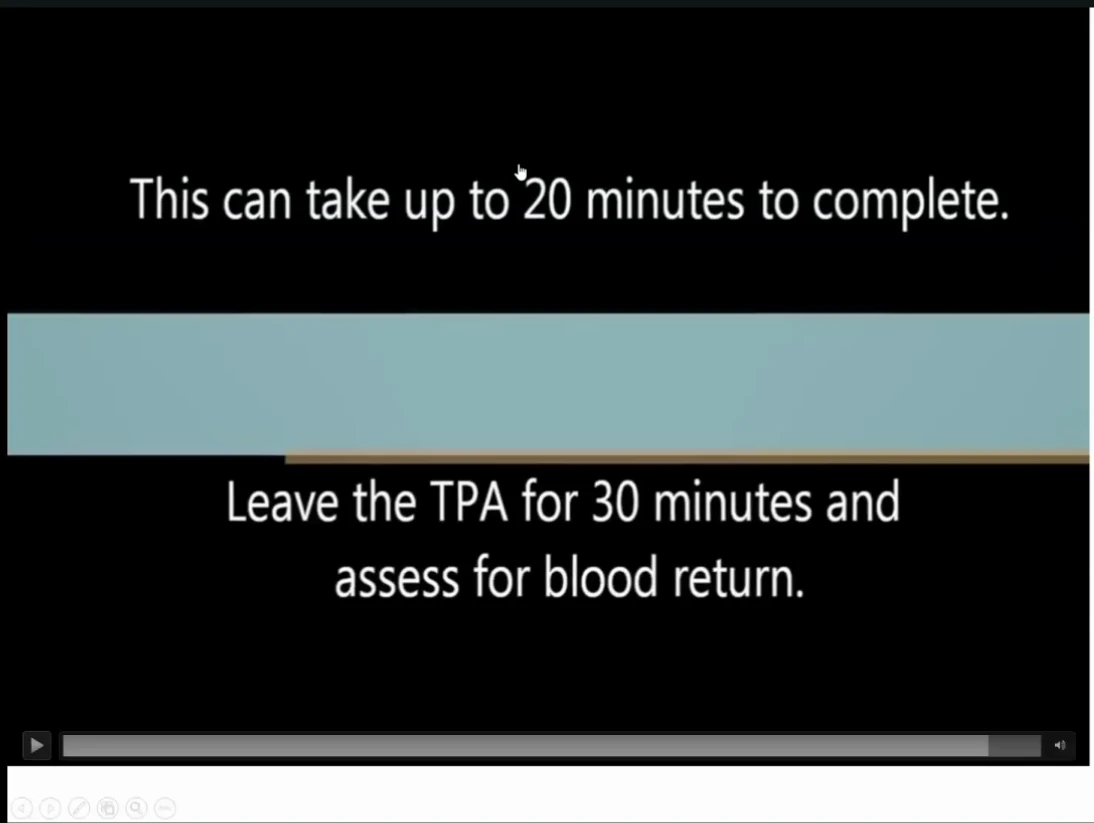 This can take up to 20 minutes to complete.
Leave the TPA for 30 minutes and
assess for blood return.